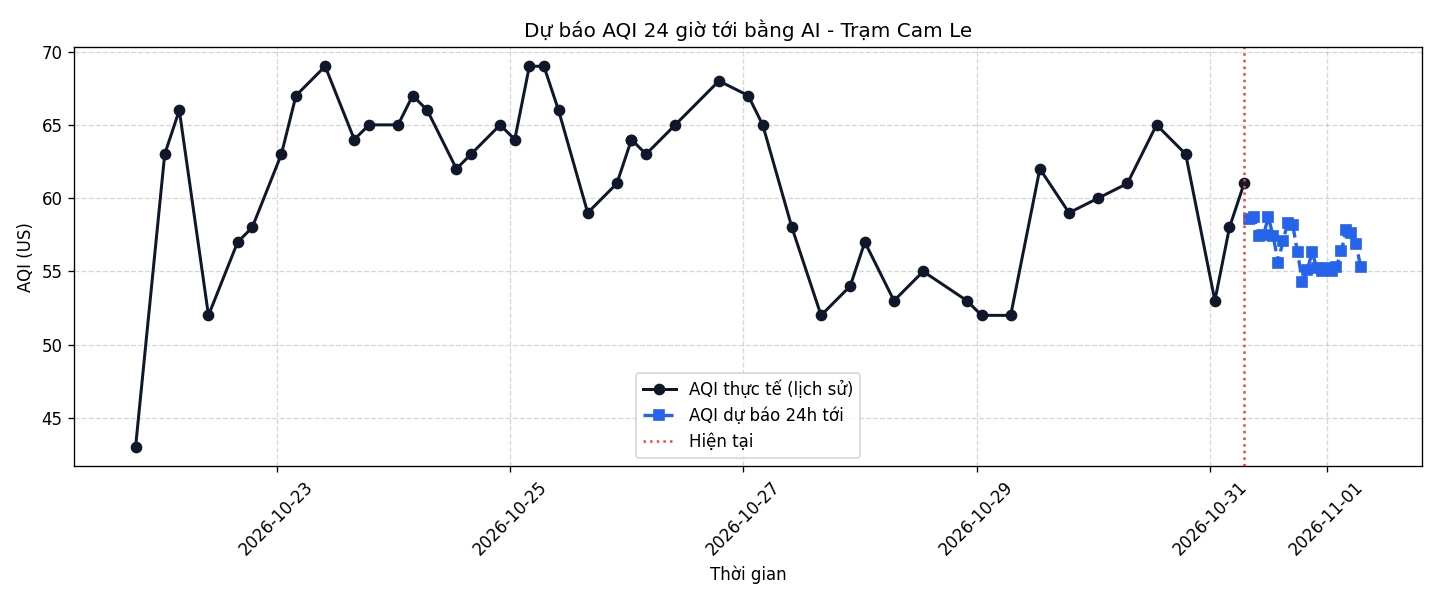 Dự báo AQI 24 giờ tới bằng AI - Trạm Cam Le
AQI (US)
70
65
60
55
50
45
AQI thực tế (lịch sử)
AQI dự báo 24h tới
Hiện tại
2026-10-23
2026-10-25
2026-10-27
2026-10-29
2026-10-31
2026-11-01
Thời gian